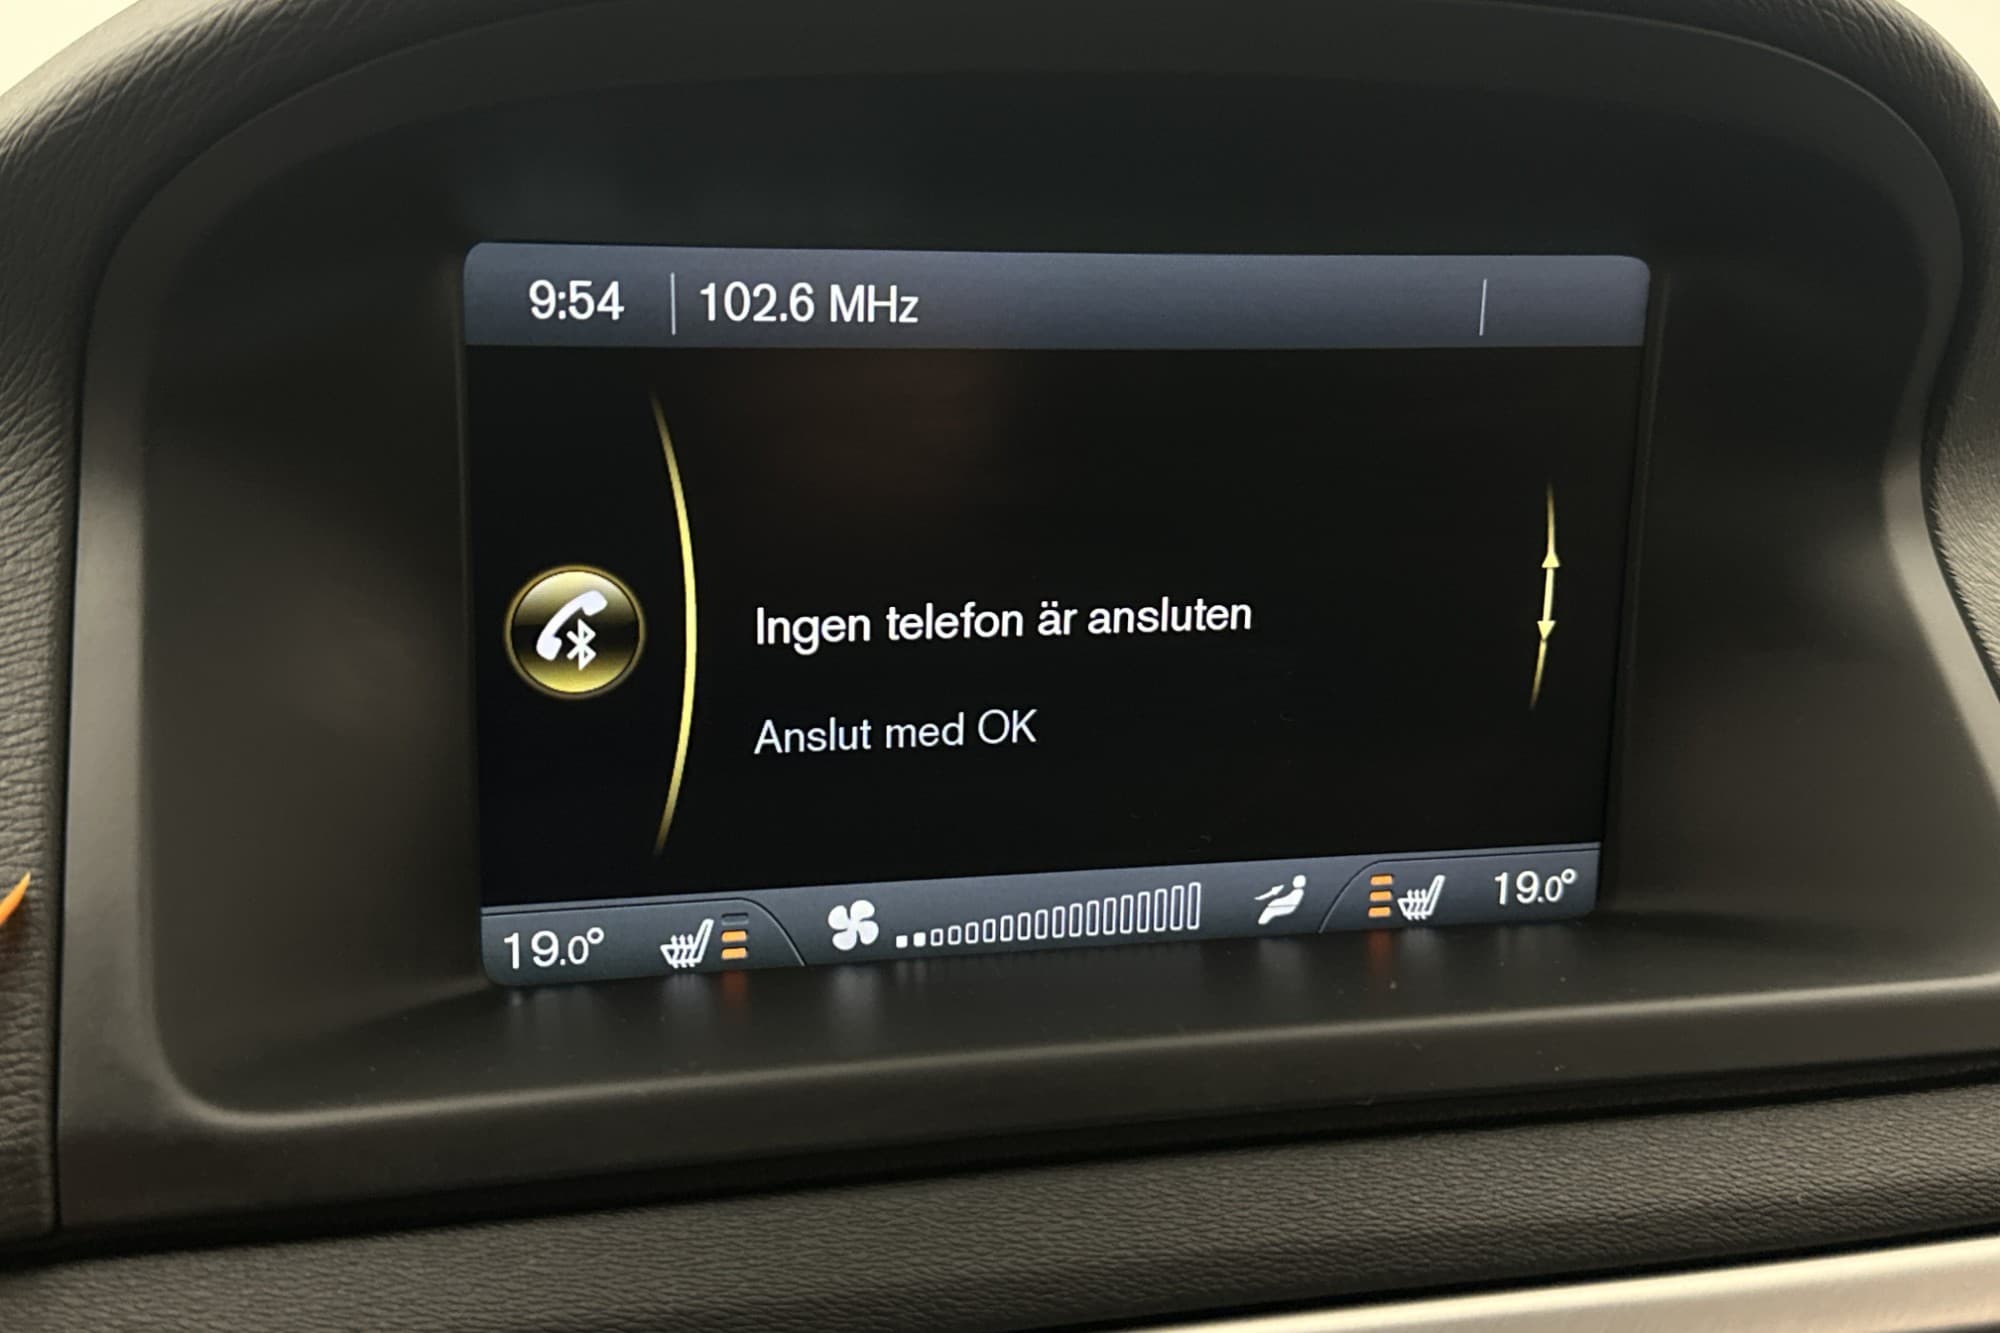 9:54 102.6 MHz
Ingen telefon är ansluten
Anslut med OK
19.0° 19.0°